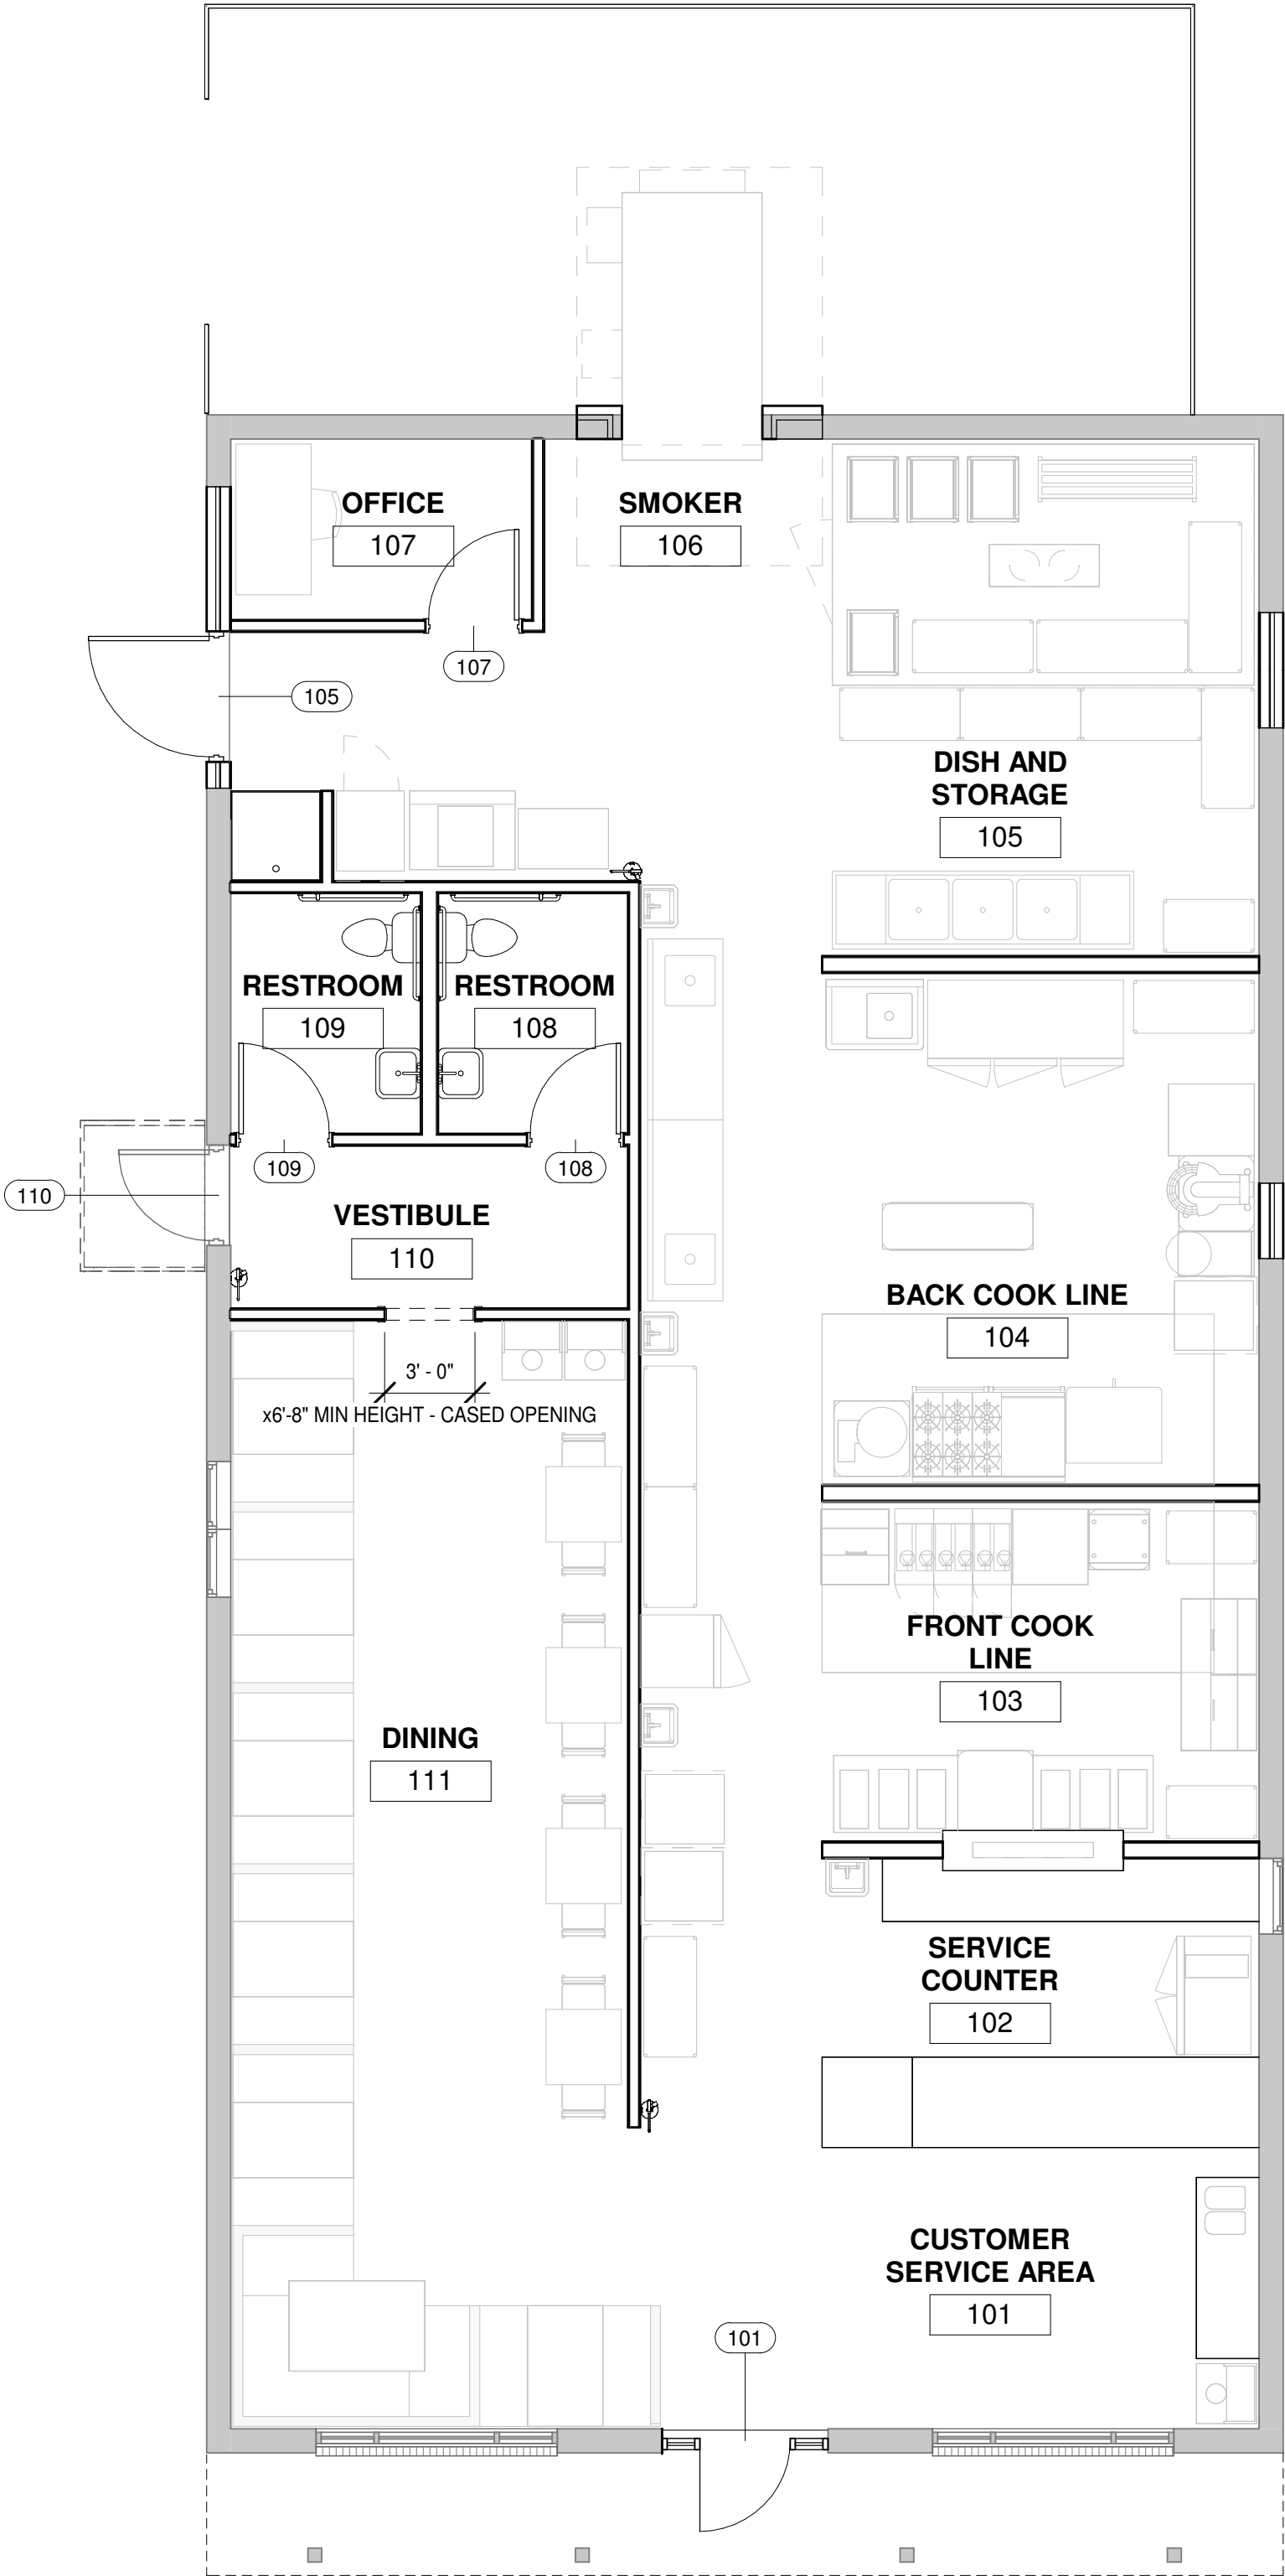 OFFICE
107
SMOKER
106
107
105
DISH AND
STORAGE
105
RESTROOM
109
RESTROOM
108
109
108
110
VESTIBULE
110
BACK COOK LINE
104
3' - 0"
x6'-8" MIN HEIGHT - CASED OPENING
FRONT COOK
LINE
103
DINING
111
SERVICE
COUNTER
102
CUSTOMER
SERVICE AREA
101
101